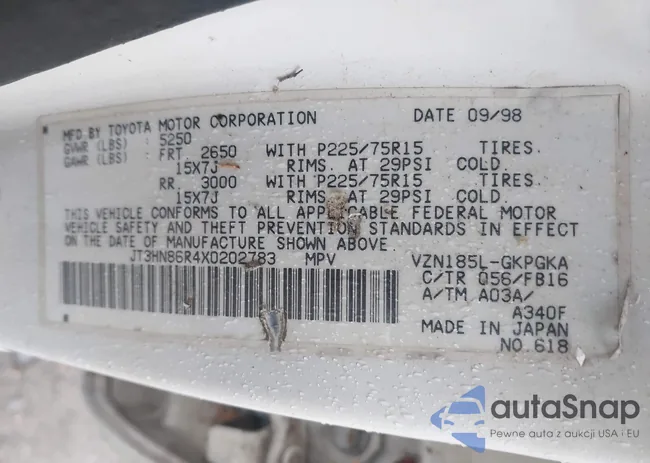 MFD BY TOYOTA MOTOR CORPORATION DATE 09/98
GVWR (LBS) : 5250
GAWR (LBS) : FRT 2650 WITH P225/75R15 TIRES.
15X7J RIMS. AT 29PSI COLD.
RR. 3000 WITH P225/75R15 TIRES.
15X7J RIMS. AT 29PSI COLD.
THIS VEHICLE CONFORMS TO ALL APPLICABLE FEDERAL MOTOR
VEHICLE SAFETY AND THEFT PREVENTION STANDARDS IN EFFECT
ON THE DATE OF MANUFACTURE SHOWN ABOVE.
JT3HN86R4X0202783 MPV VZN185L-GKPGKA
C/TR Q56/FB16
A/TM A03A/
A340F
MADE IN JAPAN
NO.618
autaSnap
Pewne auta z aukcji USA i EU